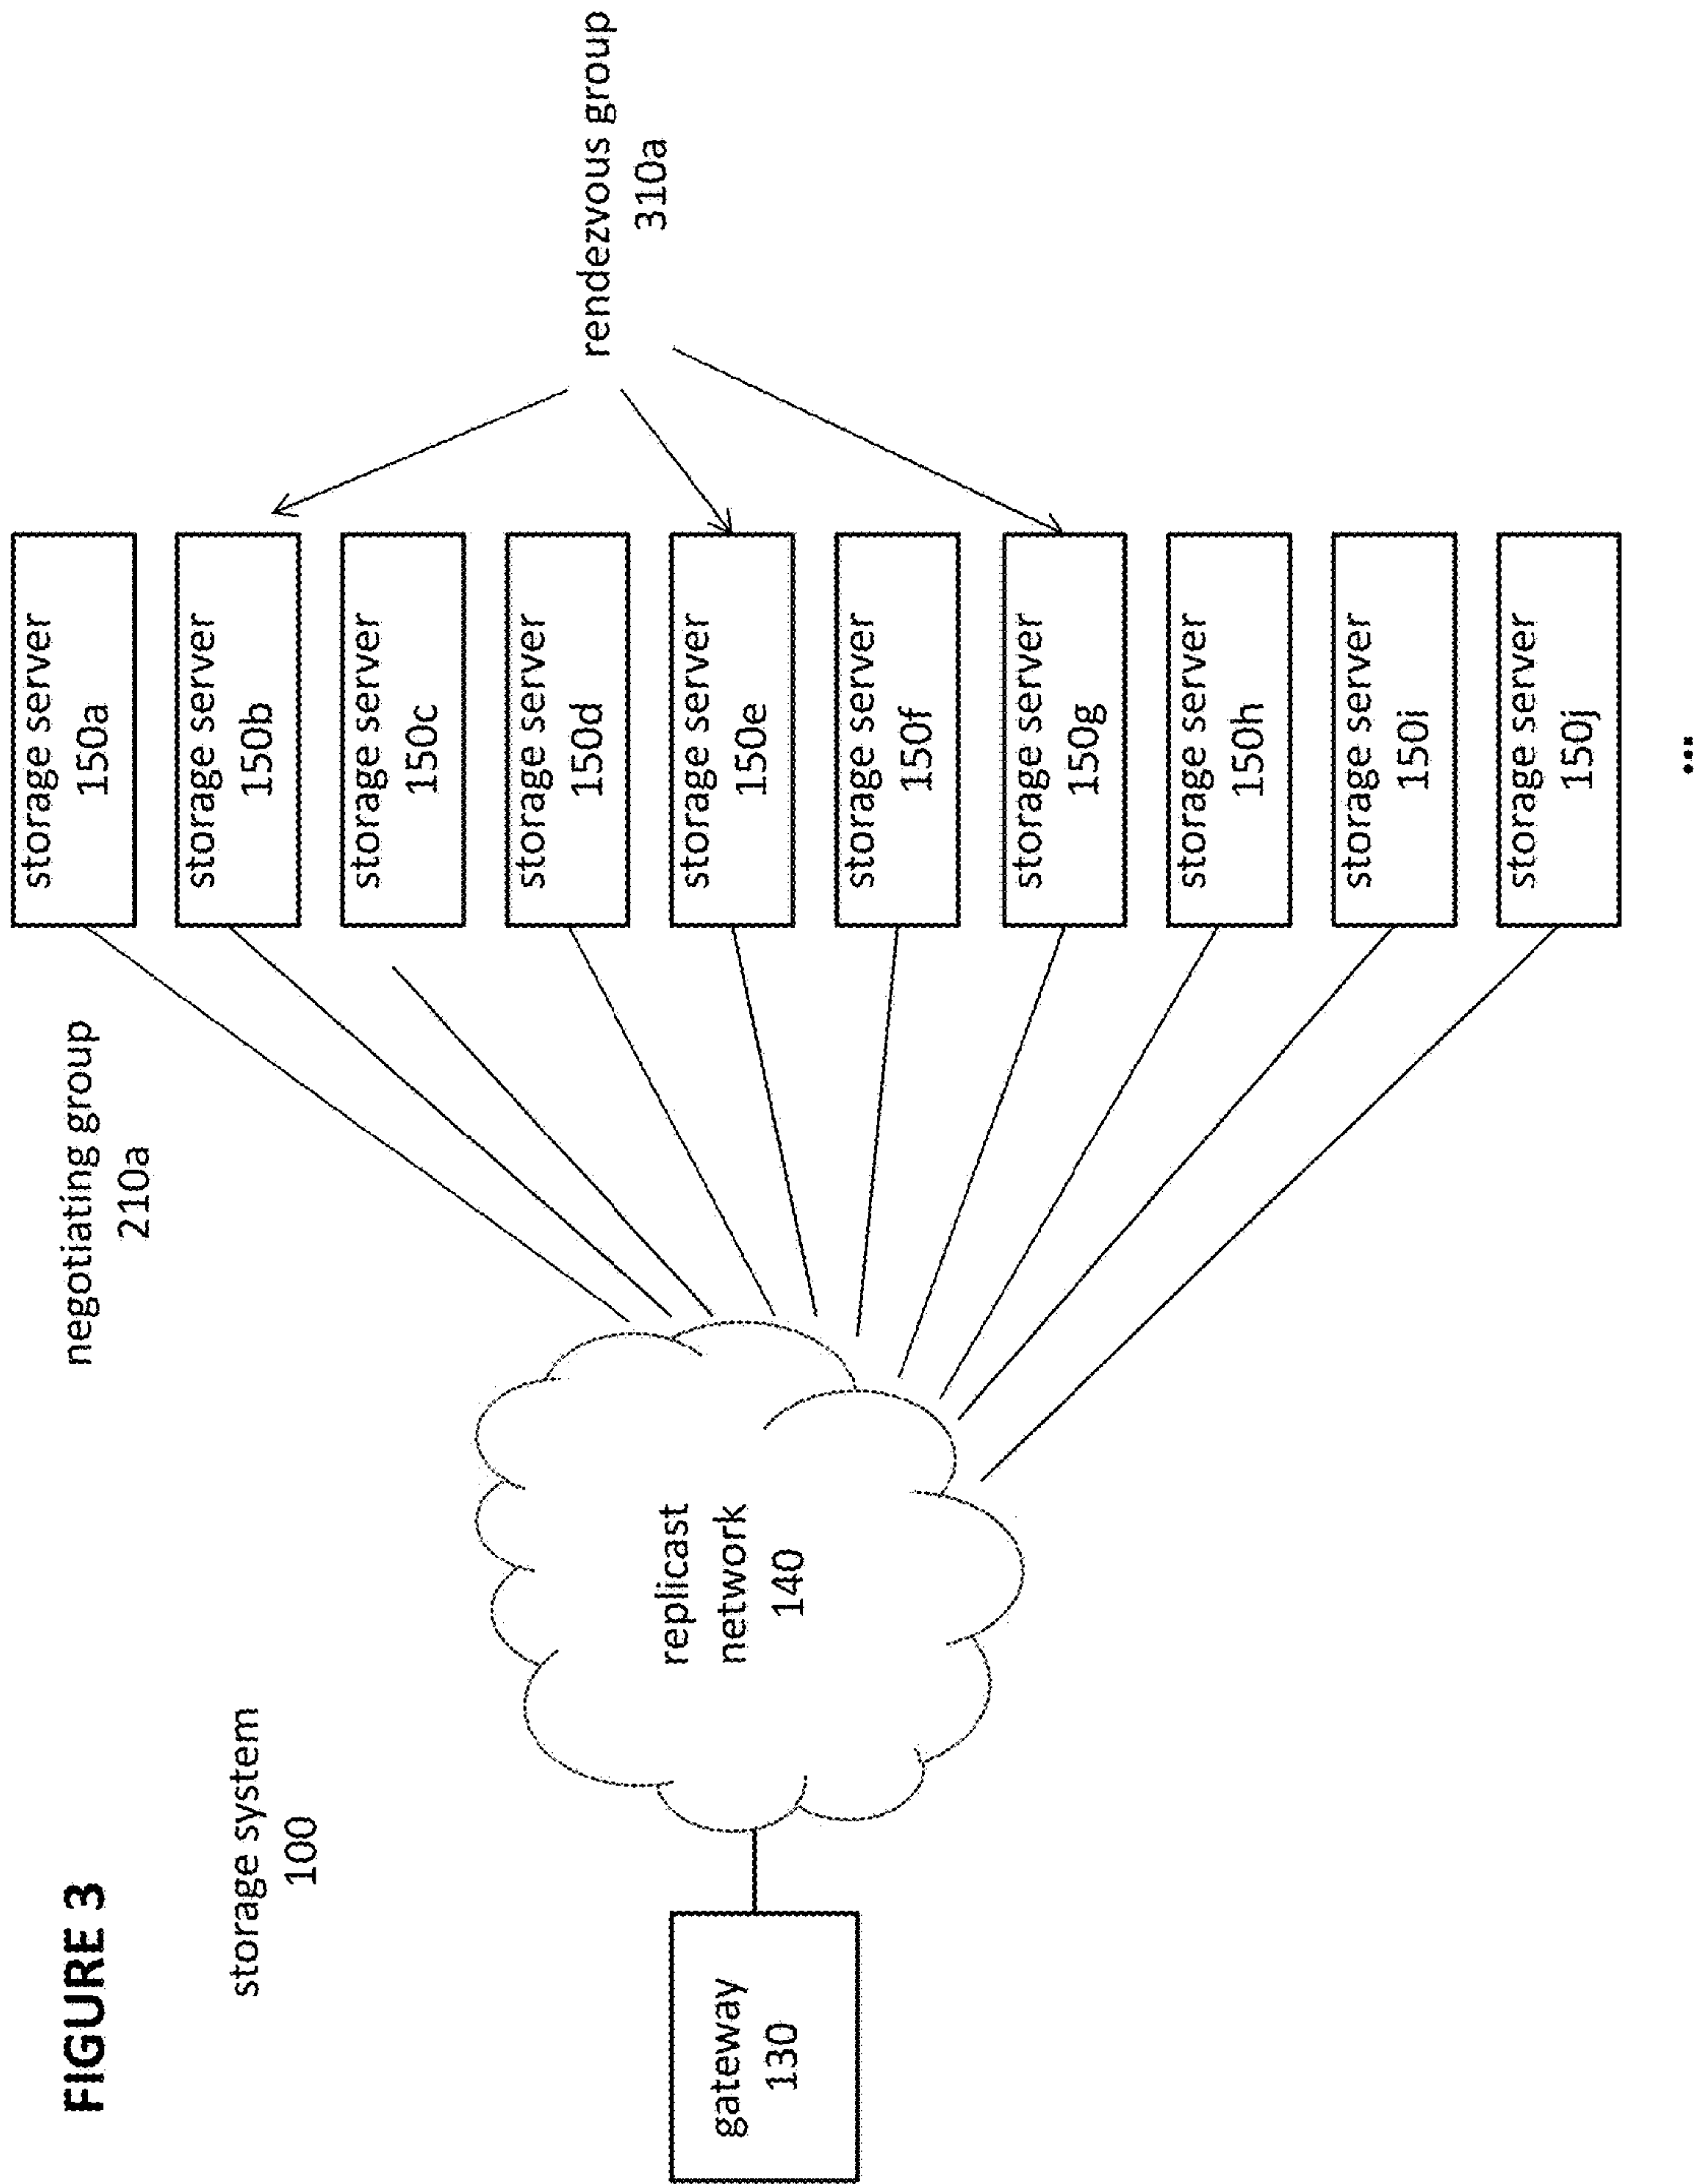 FIGURE 3
storage system
100
negotiating group
210a
gateway
130
replicast
network
140
storage server
150a
storage server
150b
storage server
150c
storage server
150d
storage server
150e
storage server
150f
storage server
150g
storage server
150h
storage server
150i
storage server
150j
...
rendezvous group
310a